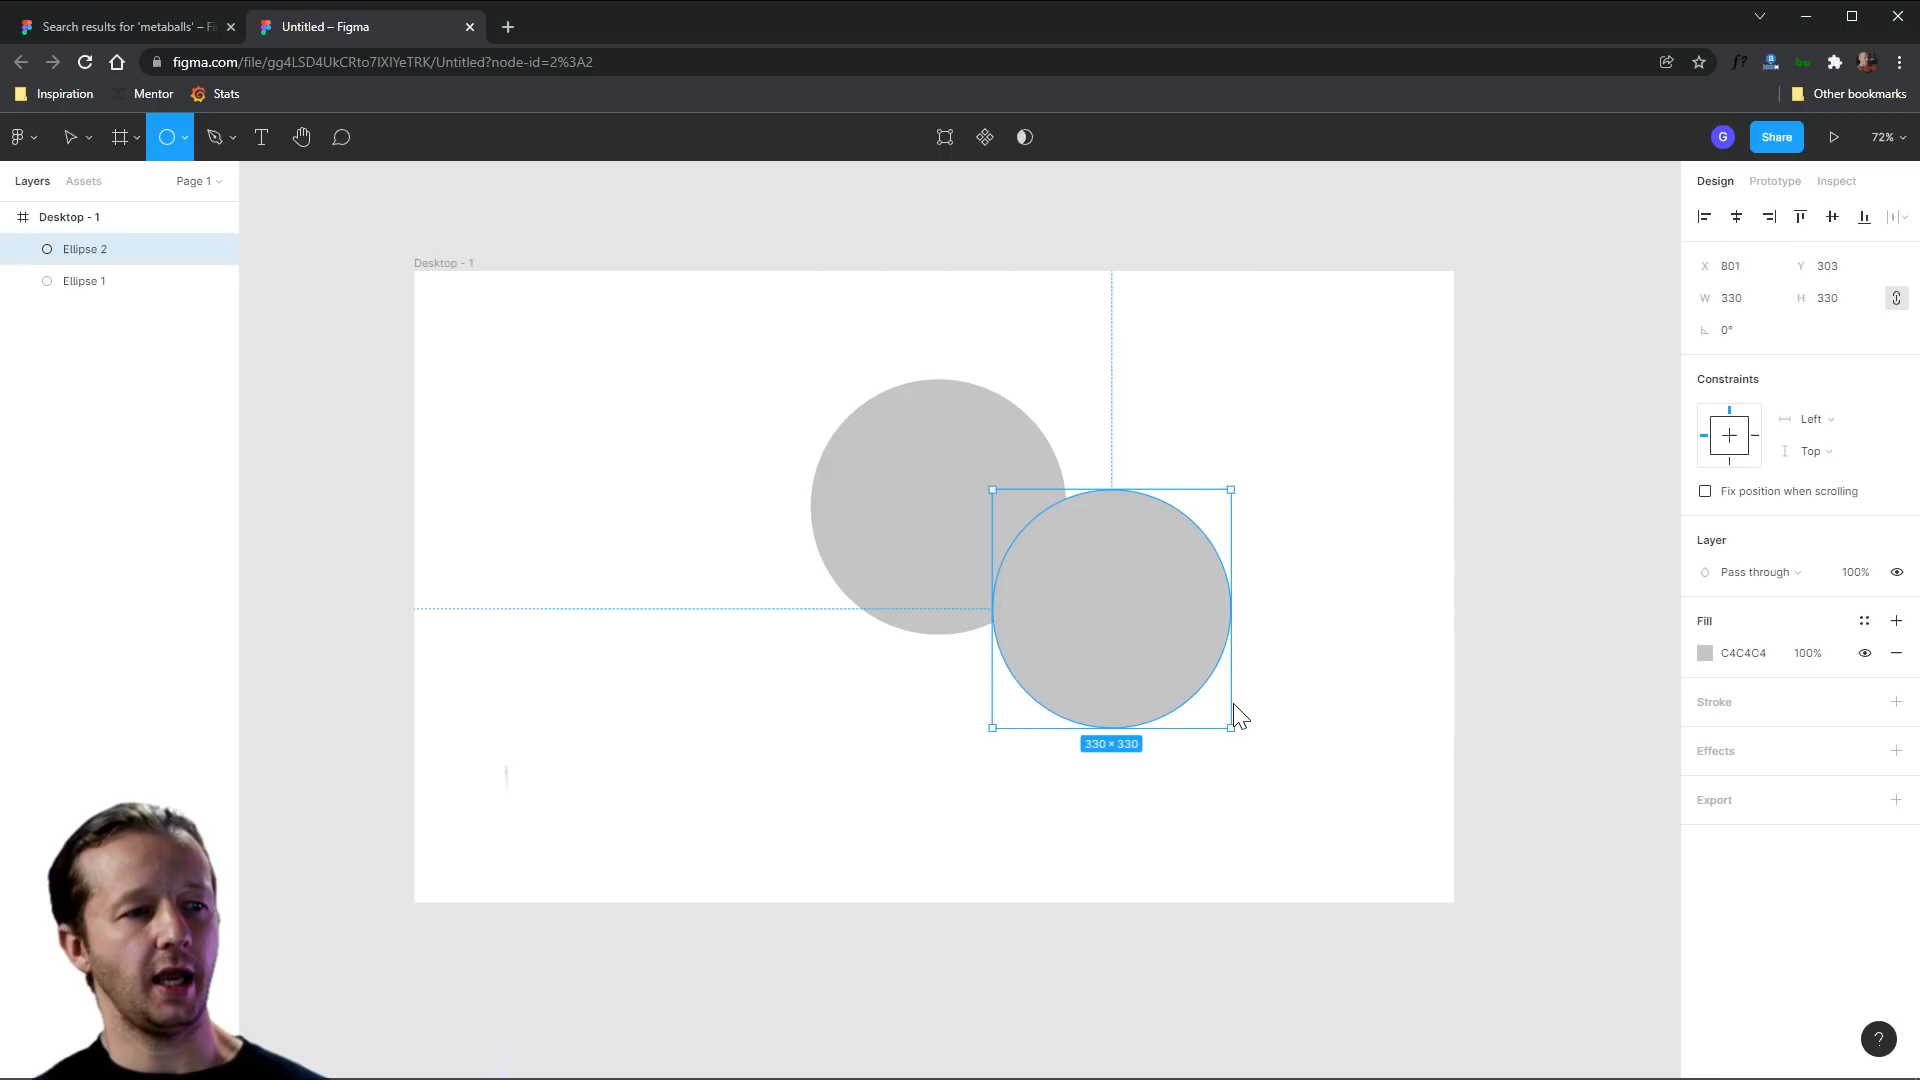 Search results for 'metaballs' – Fi
Untitled – Figma
figma.com/file/gg4LSD4UkCRto7IXIYeTRK/Untitled?node-id=2%3A2
f?
bw
Inspiration
Mentor
Stats
Other bookmarks
T
G
Share
72%
Layers
Assets
Page 1
Design
Prototype
Inspect
Desktop - 1
Ellipse 2
Ellipse 1
Desktop - 1
330 × 330
X 801
Y 303
W 330
H 330
0°
Constraints
Left
Top
Fix position when scrolling
Layer
Pass through
100%
Fill
C4C4C4
100%
Stroke
Effects
Export
?